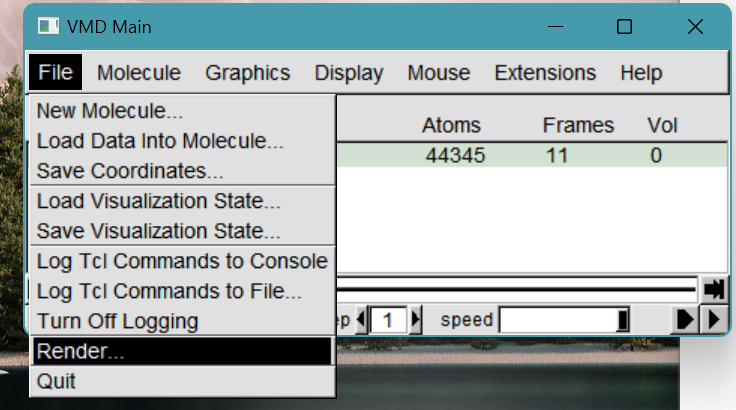 VMD Main
File Molecule Graphics Display Mouse Extensions Help
New Molecule...
Atoms Frames Vol
Load Data Into Molecule...
44345 11 0
Save Coordinates...
Load Visualization State...
Save Visualization State...
Log Tcl Commands to Console
Log Tcl Commands to File...
Turn Off Logging
1 speed
Render...
Quit